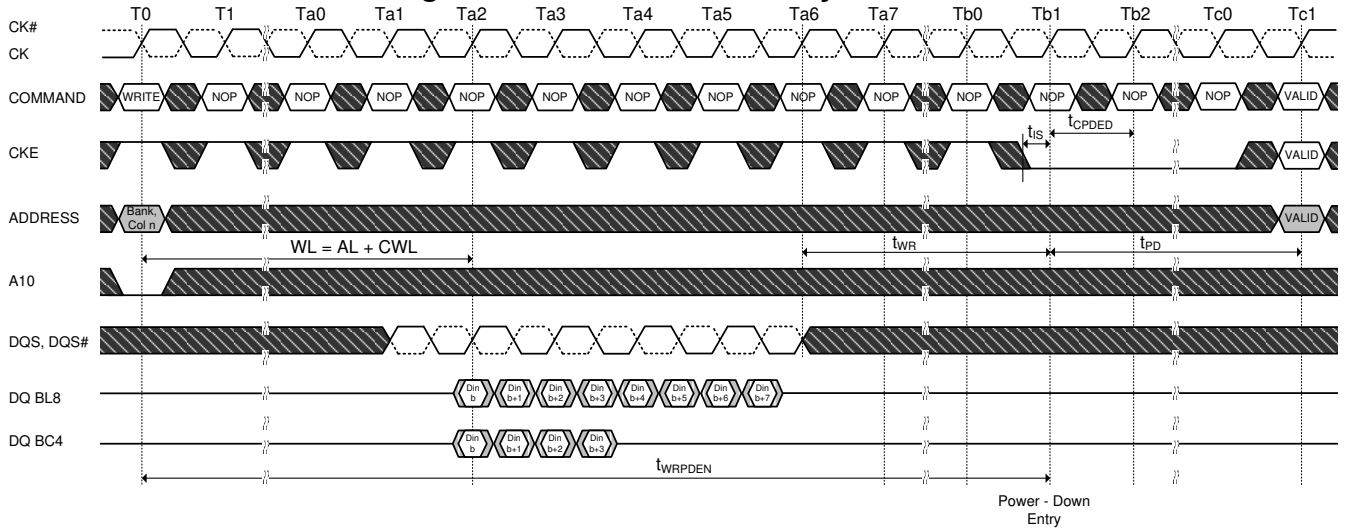 T0 T1 Ta0 Ta1 Ta2 Ta3 Ta4 Ta5 Ta6 Ta7 Tb0 Tb1 Tb2 Tc0 Tc1
CK#
CK
COMMAND WRITE NOP NOP NOP NOP NOP NOP NOP NOP NOP NOP NOP NOP NOP VALID
tIS tCPDED
CKE VALID
ADDRESS Bank, Col n VALID
WL = AL + CWL tWR tPD
A10
DQS, DQS#
DQ BL8 Din b Din b+1 Din b+2 Din b+3 Din b+4 Din b+5 Din b+6 Din b+7
DQ BC4 Din b Din b+1 Din b+2 Din b+3
tWRPDEN
Power - Down
Entry